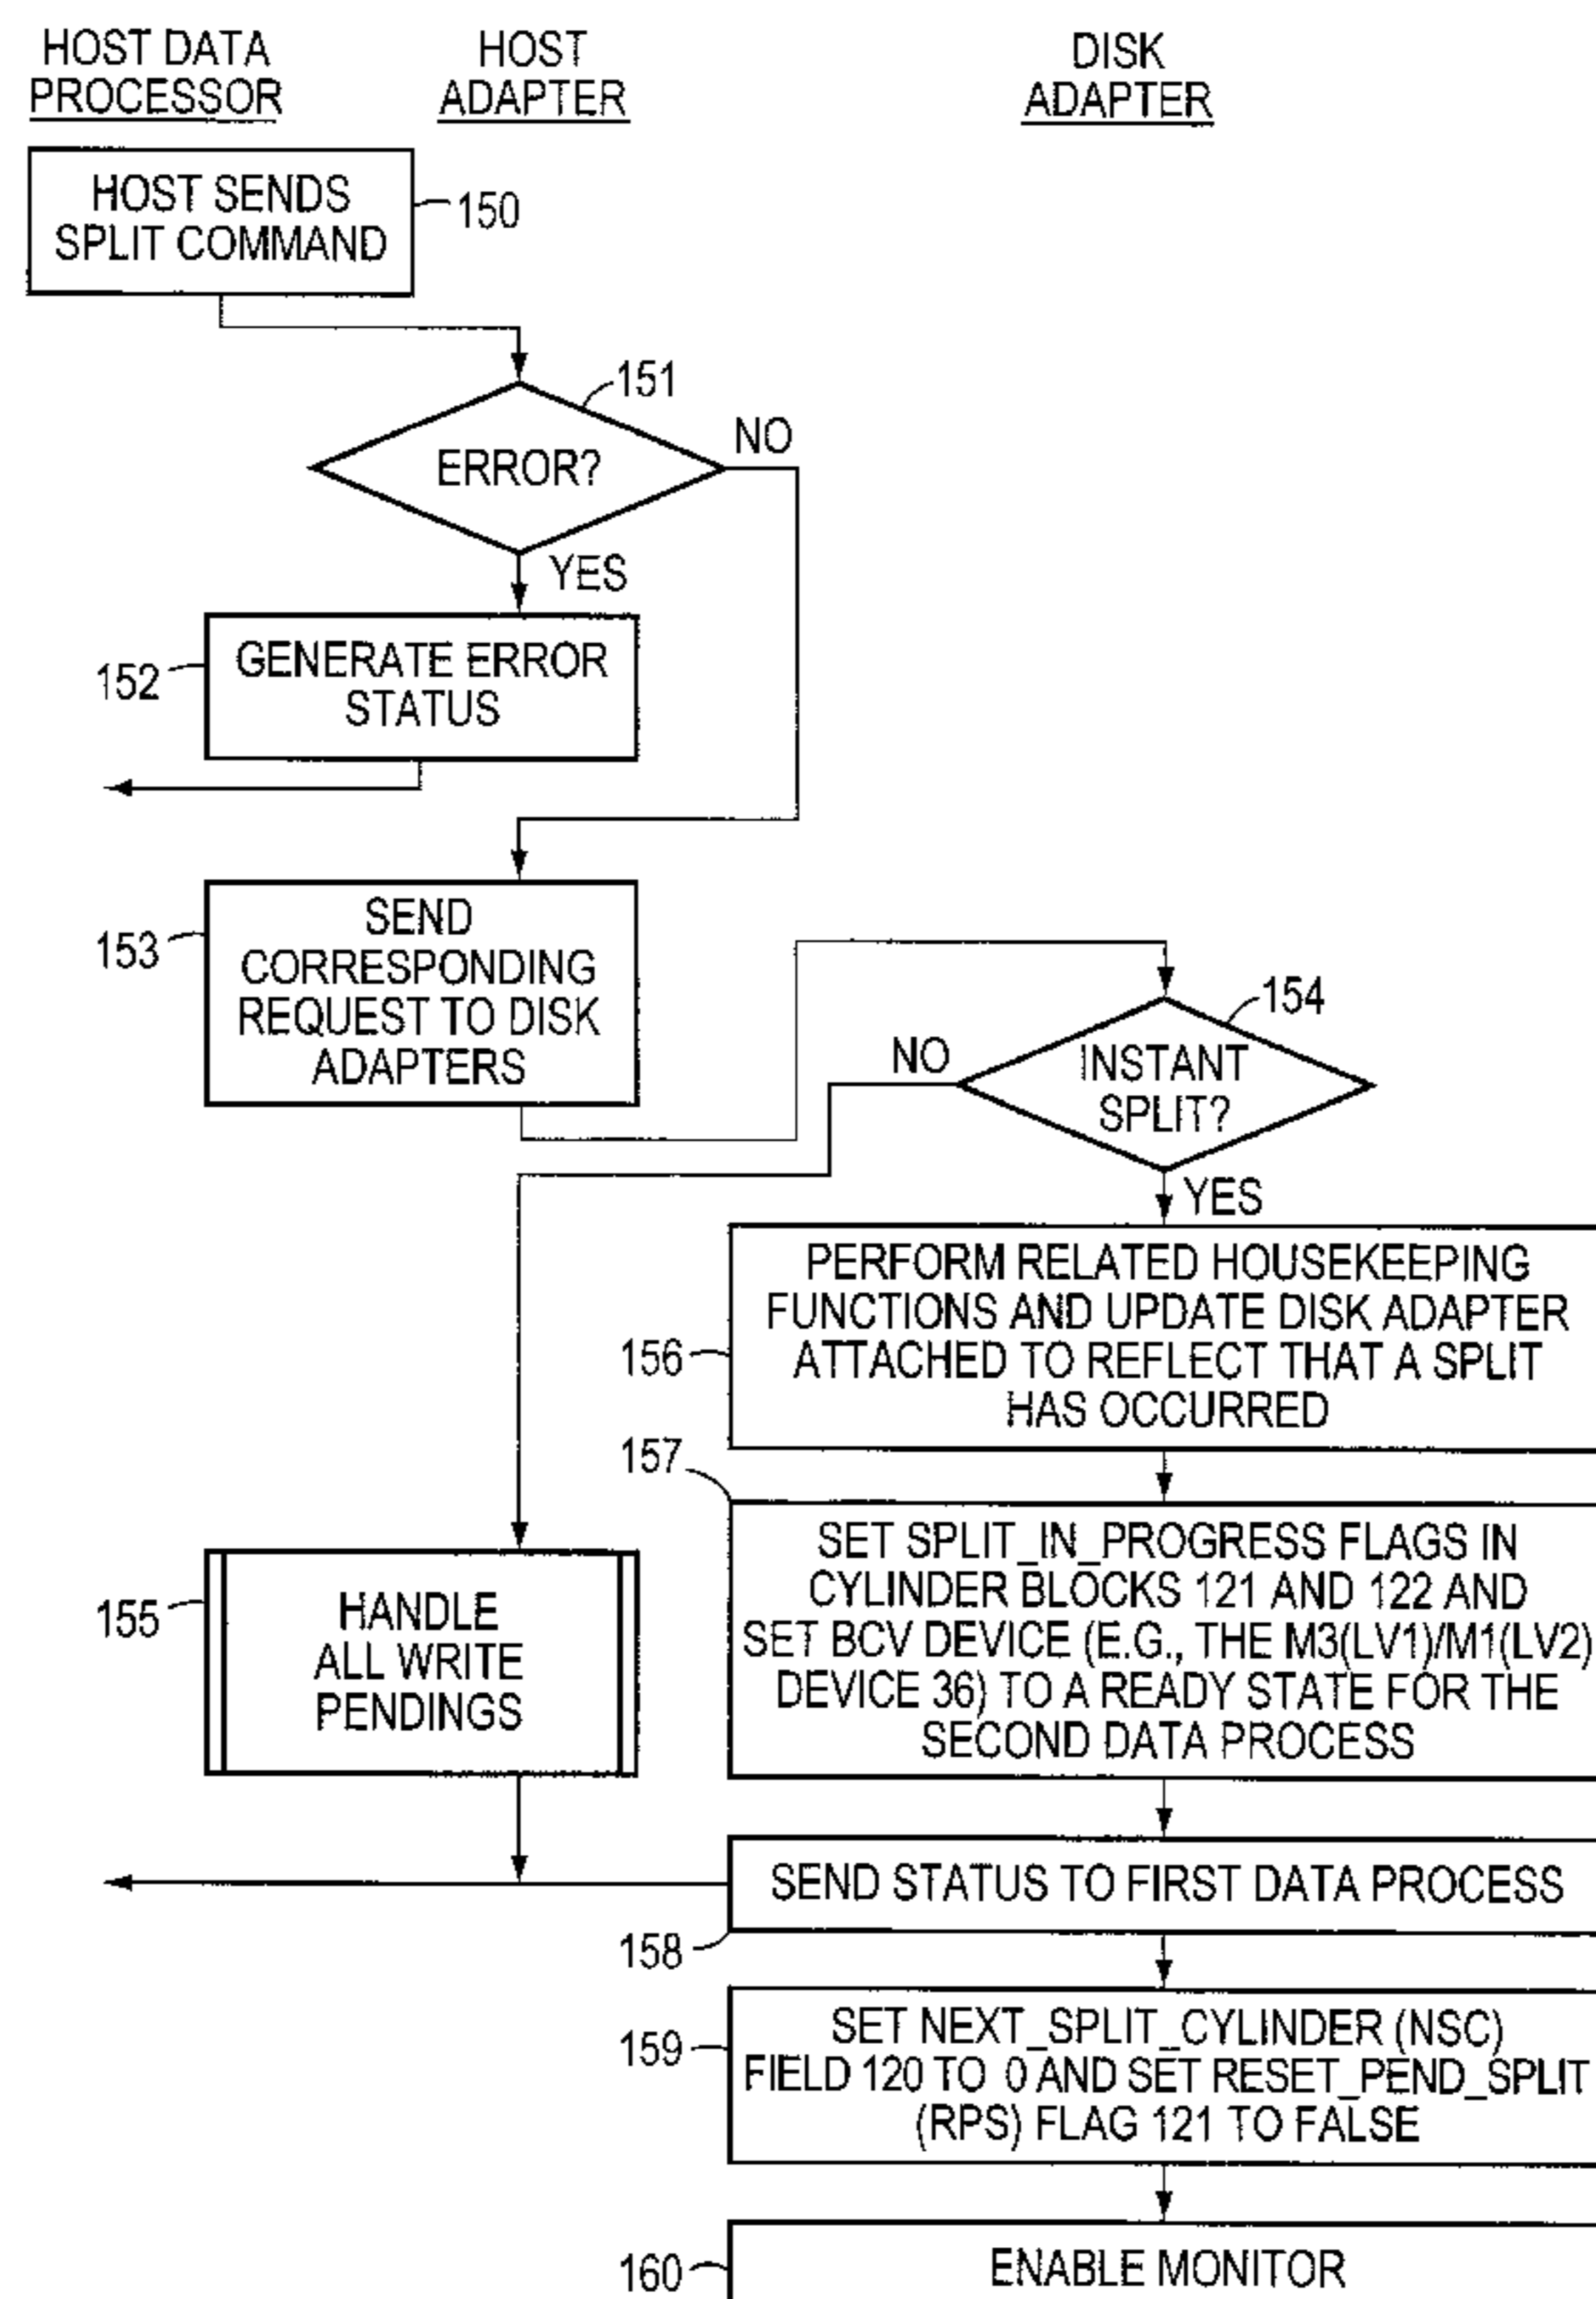 HOST DATA
PROCESSOR
HOST
ADAPTER
DISK
ADAPTER
HOST SENDS
SPLIT COMMAND
150
151
ERROR?
NO
YES
152
GENERATE ERROR
STATUS
153
SEND
CORRESPONDING
REQUEST TO DISK
ADAPTERS
154
INSTANT
SPLIT?
NO
YES
156
PERFORM RELATED HOUSEKEEPING
FUNCTIONS AND UPDATE DISK ADAPTER
ATTACHED TO REFLECT THAT A SPLIT
HAS OCCURRED
157
SET SPLIT_IN_PROGRESS FLAGS IN
CYLINDER BLOCKS 121 AND 122 AND
SET BCV DEVICE (E.G., THE M3(LV1)/M1(LV2)
DEVICE 36) TO A READY STATE FOR THE
SECOND DATA PROCESS
155
HANDLE
ALL WRITE
PENDINGS
SEND STATUS TO FIRST DATA PROCESS
158
159
SET NEXT_SPLIT_CYLINDER (NSC)
FIELD 120 TO 0 AND SET RESET_PEND_SPLIT
(RPS) FLAG 121 TO FALSE
160
ENABLE MONITOR